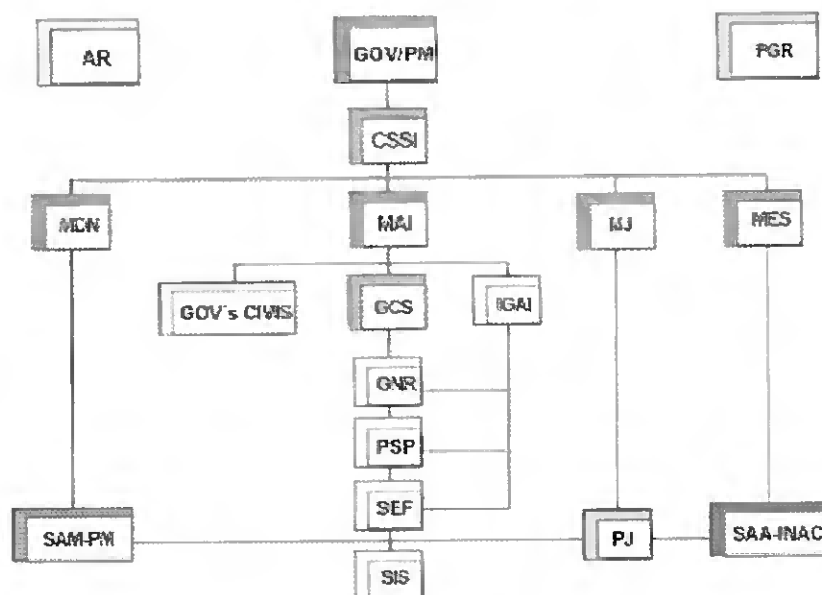 AR
GOV/PM
PGR
CSSI
MDN
MAI
MJ
MES
GOV's CIVIS
GCS
IGAI
GNR
PSP
SEF
SAM-PM
PJ
SAA-INAC
SIS